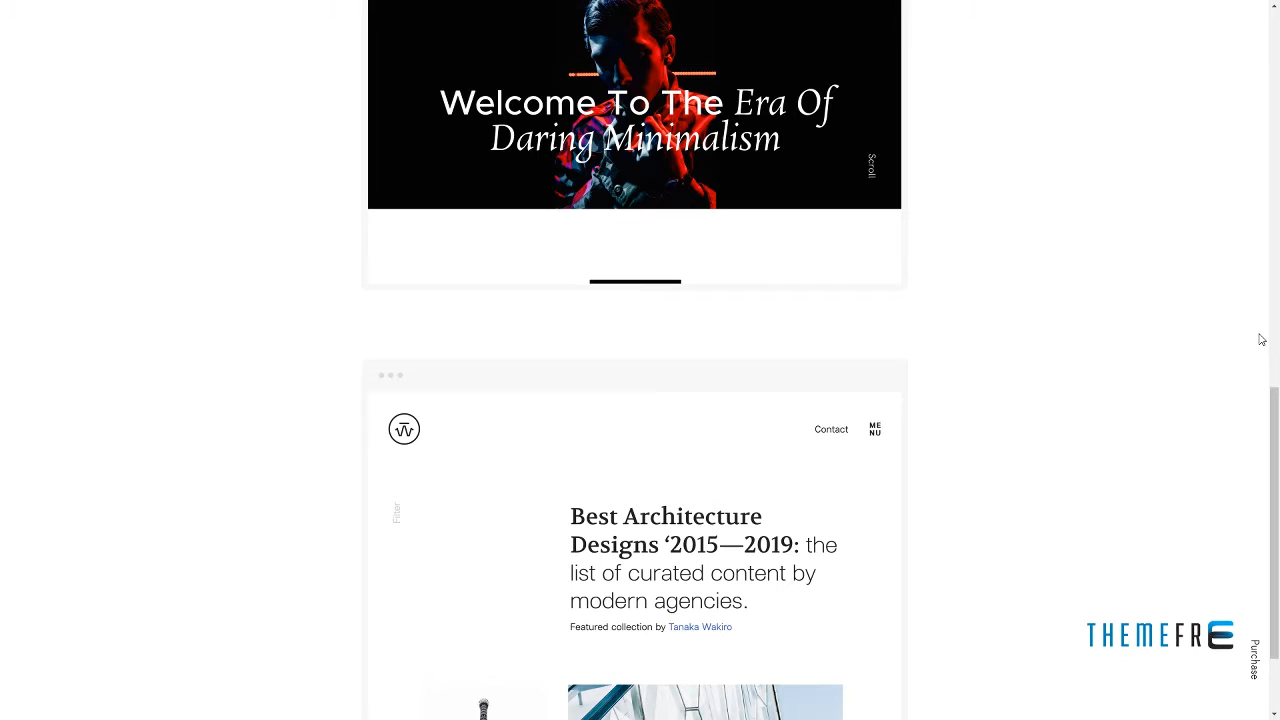 Welcome To The Era Of
Daring Minimalism
Scroll
Contact
ME
NU
Filter
Best Architecture
Designs ‘2015—2019: the
list of curated content by
modern agencies.
Featured collection by Tanaka Wakiro
THEMEFRE
Purchase